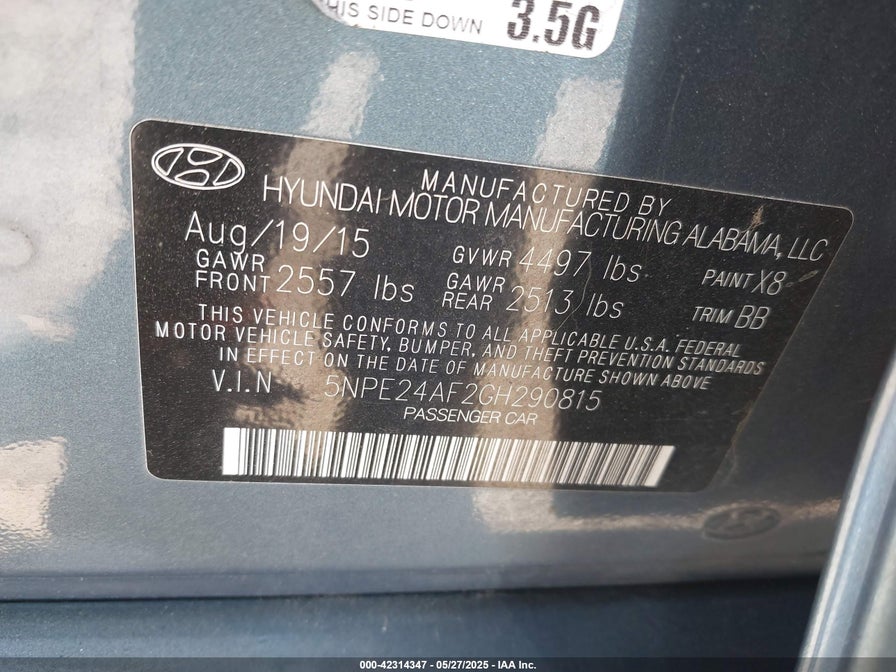 THIS SIDE DOWN 3.5G
MANUFACTURED BY
HYUNDAI MOTOR MANUFACTURING ALABAMA, LLC
Aug/19/15 GVWR 4497 lbs PAINT X8
GAWR FRONT 2557 lbs GAWR REAR 2513 lbs TRIM BB
THIS VEHICLE CONFORMS TO ALL APPLICABLE U.S.A. FEDERAL
MOTOR VEHICLE SAFETY, BUMPER, AND THEFT PREVENTION STANDARDS
IN EFFECT ON THE DATE OF MANUFACTURE SHOWN ABOVE
V.I.N 5NPE24AF2GH290815
PASSENGER CAR
000-42314347 — 05/27/2025 — IAA Inc.